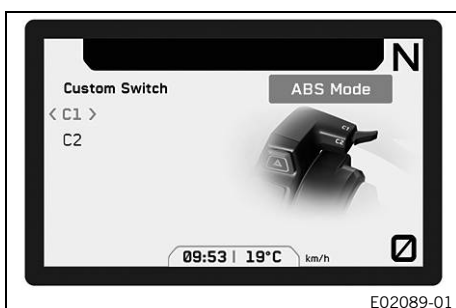 N
Custom Switch
ABS Mode
< C1 >
C2
C1
C2
09:53 | 19°C km/h
0
E02089-01